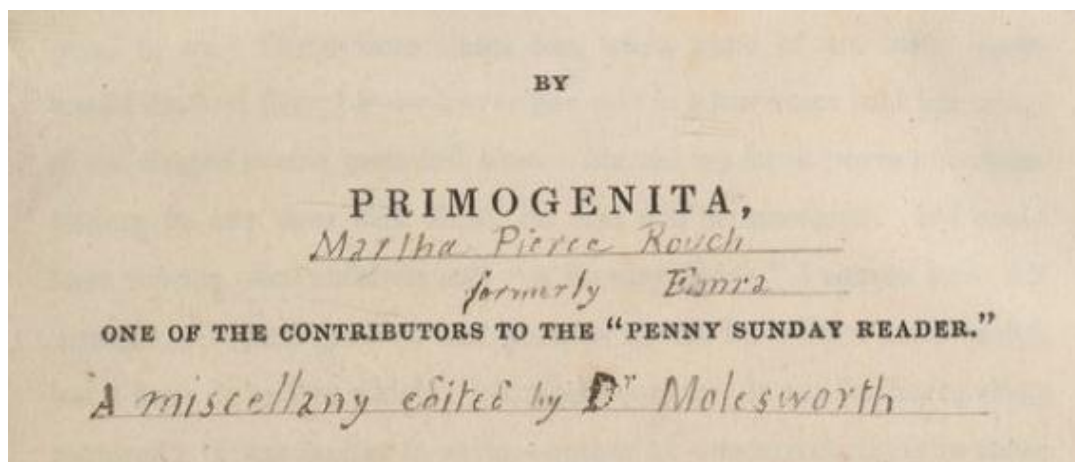 BY
PRIMOGENITA,
Martha Pierce Rouch
formerly Emra
ONE OF THE CONTRIBUTORS TO THE “PENNY SUNDAY READER.”
A miscellany edited by Dr Molesworth